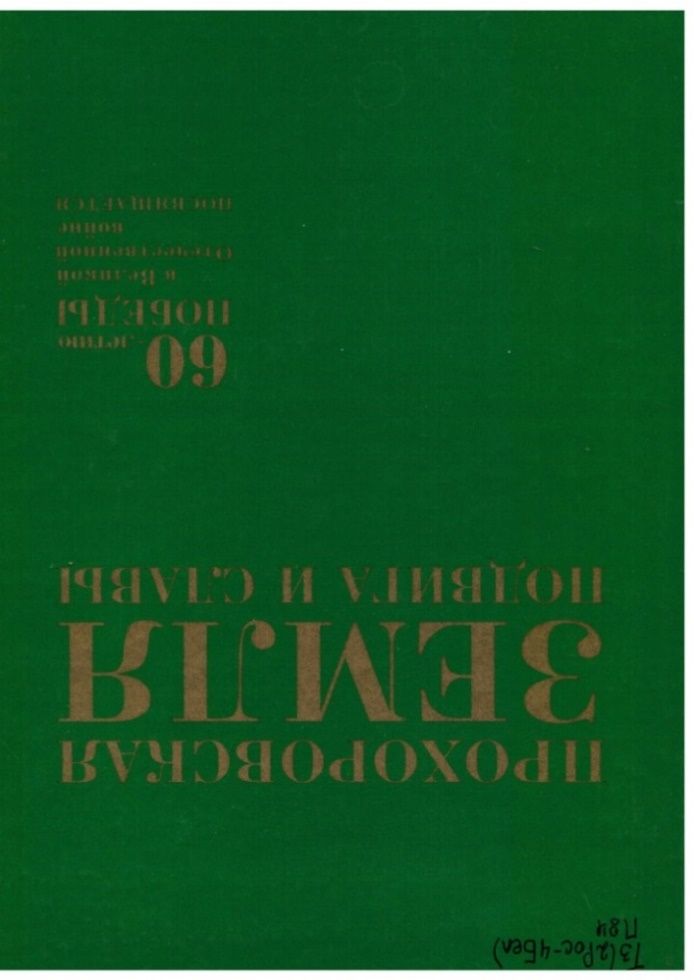 Т3(2Рос-4Бел)
П84
ПРОХОРОВСКАЯ
ЗЕМЛЯ
ПОДВИГА И СЛАВЫ
60-летию
ПОБЕДЫ
в Великой
Отечественной
войне
посвящается